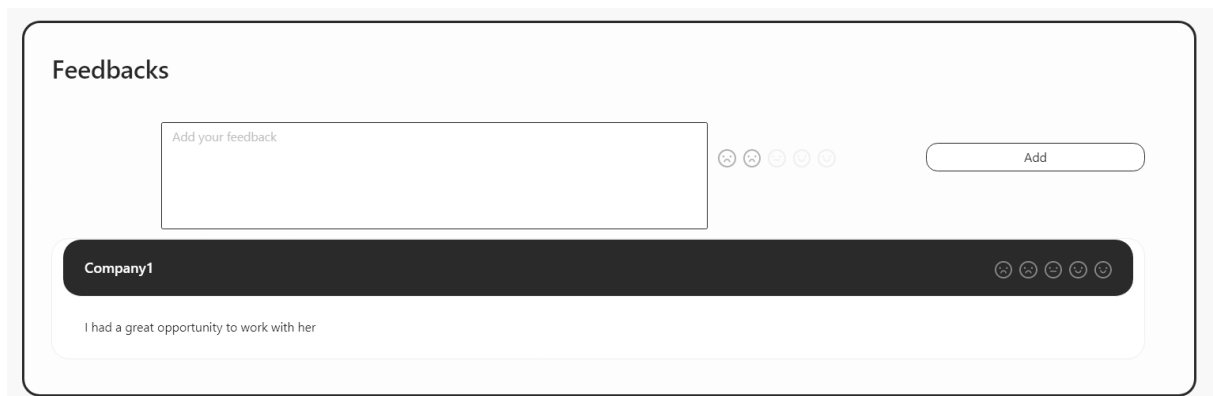 Feedbacks
Add your feedback
Add
Company1
I had a great opportunity to work with her